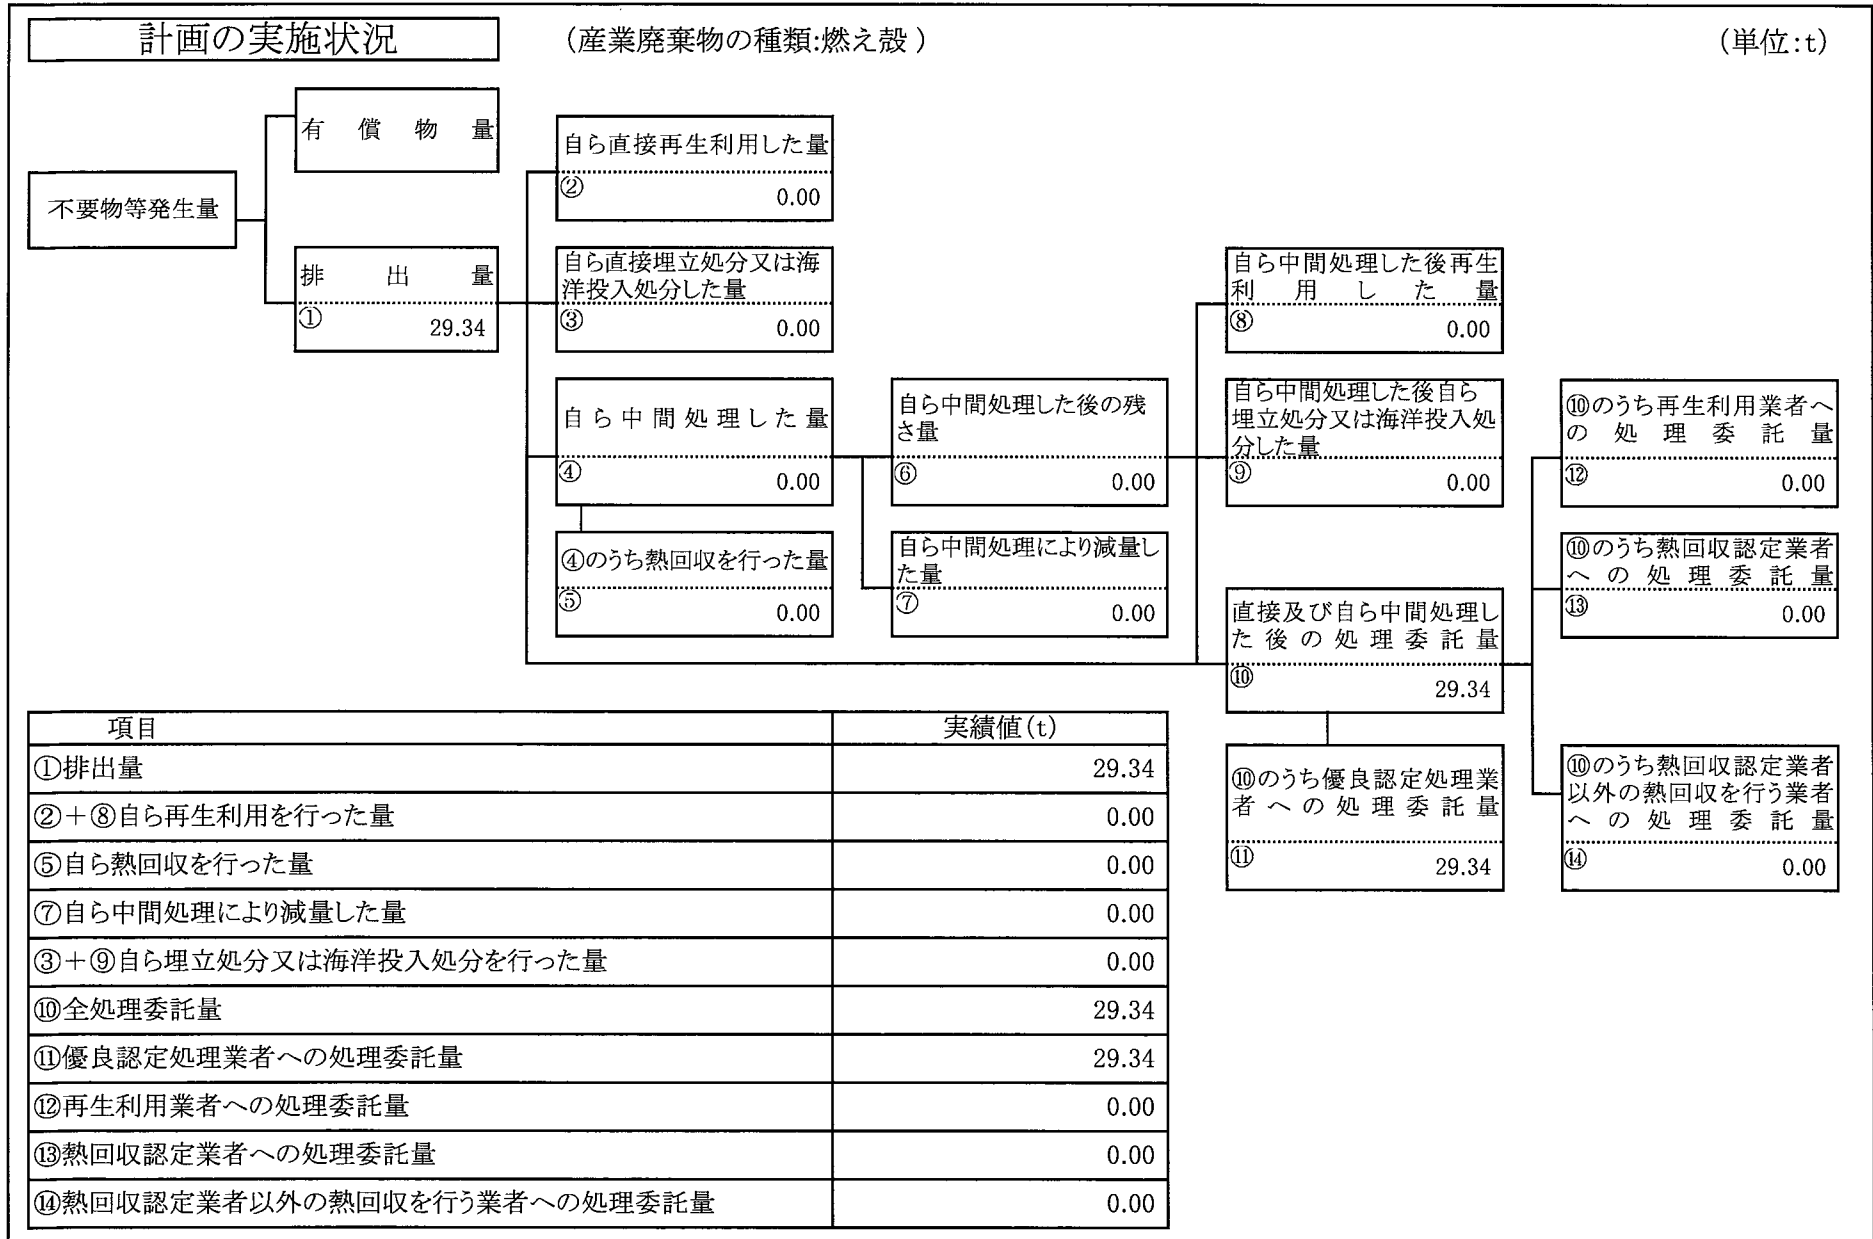 計画の実施状況
(産業廃棄物の種類:燃え殻)
(単位:t)
有償物量
不要物等発生量
排出量
① 29.34
自ら直接再生利用した量
② 0.00
自ら直接埋立処分又は海
洋投入処分した量
③ 0.00
自ら中間処理した量
④ 0.00
④のうち熱回収を行った量
⑤ 0.00
自ら中間処理した後の残
さ量
⑥ 0.00
自ら中間処理により減量し
た量
⑦ 0.00
自ら中間処理した後再生
利用した量
⑧ 0.00
自ら中間処理した後自ら
埋立処分又は海洋投入処
分した量
⑨ 0.00
直接及び自ら中間処理し
た後の処理委託量
⑩ 29.34
⑩のうち優良認定処理業
者への処理委託量
⑪ 29.34
⑩のうち再生利用業者へ
の処理委託量
⑫ 0.00
⑩のうち熱回収認定業者
への処理委託量
⑬ 0.00
⑩のうち熱回収認定業者
以外の熱回収を行う業者
への処理委託量
⑭ 0.00
項目 実績値(t)
①排出量 29.34
②+⑧自ら再生利用を行った量 0.00
⑤自ら熱回収を行った量 0.00
⑦自ら中間処理により減量した量 0.00
③+⑨自ら埋立処分又は海洋投入処分を行った量 0.00
⑩全処理委託量 29.34
⑪優良認定処理業者への処理委託量 29.34
⑫再生利用業者への処理委託量 0.00
⑬熱回収認定業者への処理委託量 0.00
⑭熱回収認定業者以外の熱回収を行う業者への処理委託量 0.00